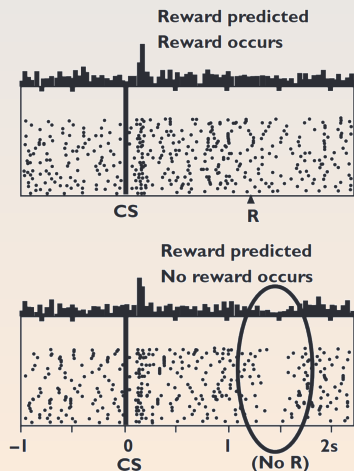 Reward predicted
Reward occurs
CS
R
Reward predicted
No reward occurs
-1
0
1
2s
CS
(No R)